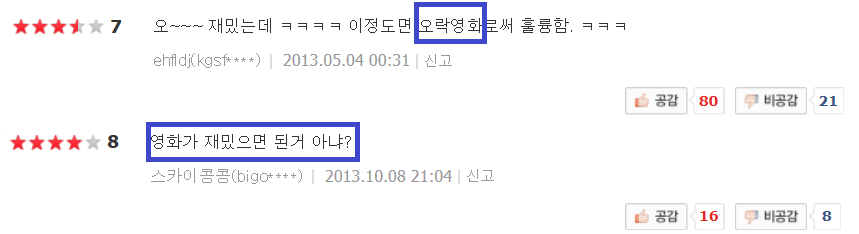 7 오~~~ 재밌는데 ㅋㅋㅋㅋ 이정도면 오락영화로써 훌륭함. ㅋㅋㅋ
ehfldj(kgsf****) | 2013.05.04 00:31 | 신고
공감 80 비공감 21
8 영화가 재밌으면 된거 아냐?
스카이콩콩(bigo****) | 2013.10.08 21:04 | 신고
공감 16 비공감 8